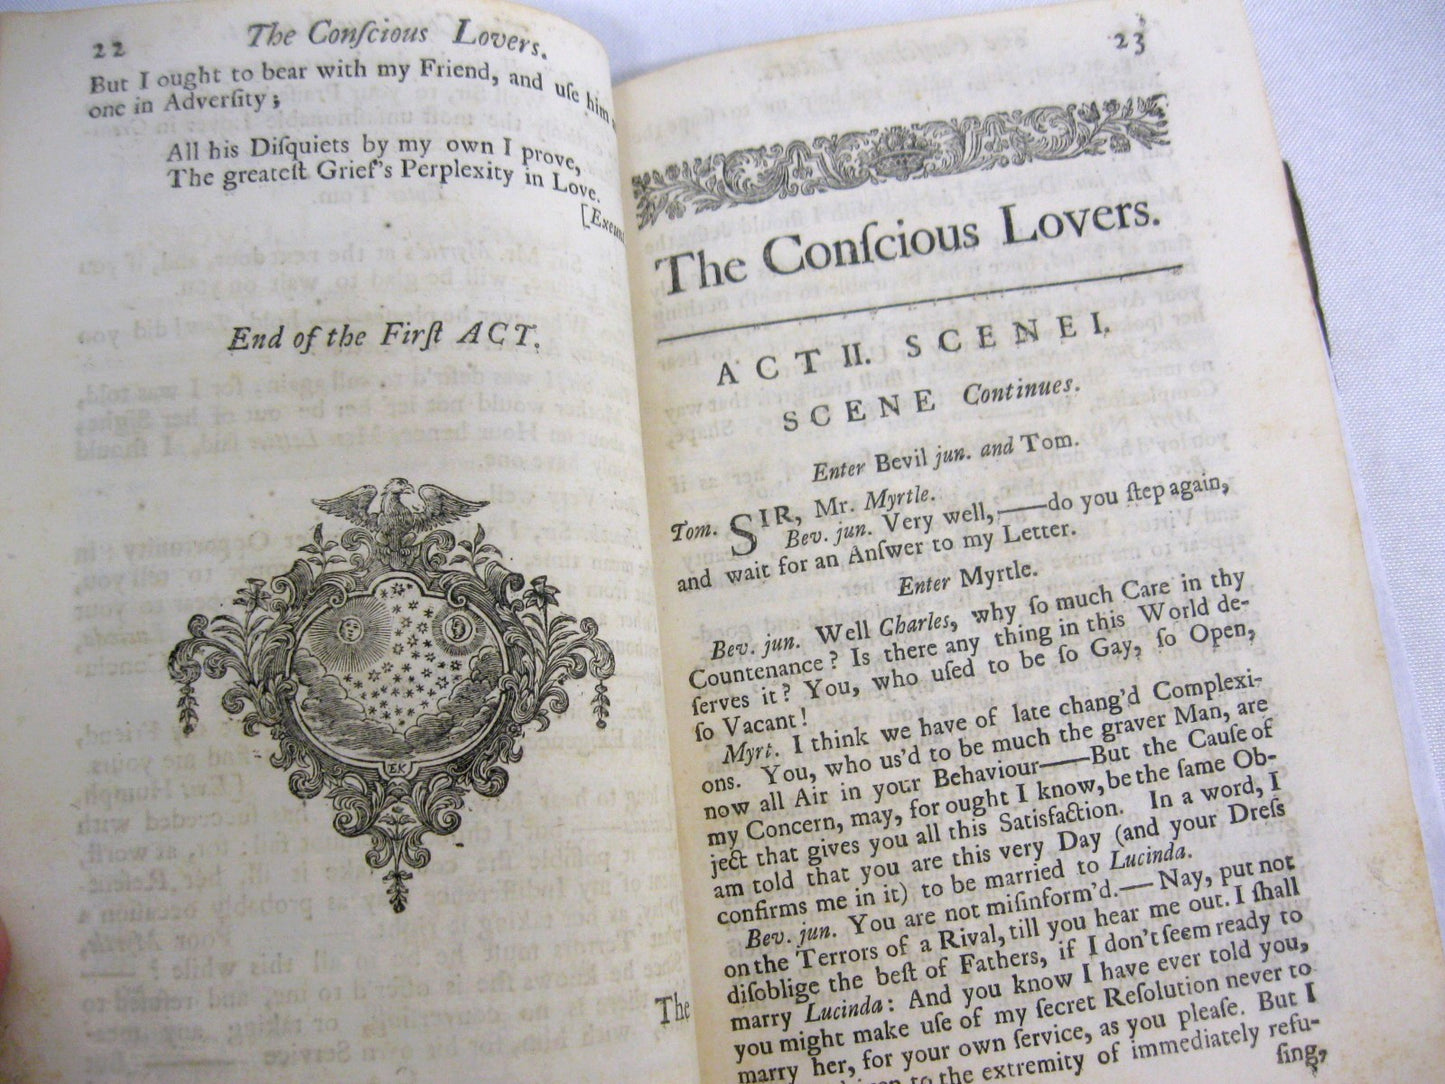 22 The Conſcious Lovers.
But I ought to bear with my Friend, and uſe him
one in Adverſity;
All his Diſquiets by my own I prove,
The greateſt Grief's Perplexity in Love.
[Exeunt
End of the Firſt ACT.
EK
The
23
The Conſcious Lovers.
ACT II. SCENE I.
SCENE Continues.
Enter Bevil jun. and Tom.
Tom. SIR, Mr. Myrtle.
Bev. jun. Very well,——do you ſtep again,
and wait for an Anſwer to my Letter.
Enter Myrtle.
Bev. jun. Well Charles, why ſo much Care in thy
Countenance? Is there any thing in this World de-
ſerves it? You, who uſed to be ſo Gay, ſo Open,
ſo Vacant!
Myrt. I think we have of late chang'd Complexi-
ons. You, who us'd to be much the graver Man, are
now all Air in your Behaviour——But the Cauſe of
my Concern, may, for ought I know, be the ſame Ob-
ject that gives you all this Satisfaction. In a word, I
am told that you are this very Day (and your Dreſs
confirms me in it) to be married to Lucinda.
Bev. jun. You are not miſinform'd.— Nay, put not
on the Terrors of a Rival, till you hear me out. I ſhall
diſoblige the beſt of Fathers, if I don't ſeem ready to
marry Lucinda: And you know I have ever told you,
you might make uſe of my ſecret Reſolution never to
marry her, for your own ſervice, as you pleaſe. But I
to the extremity of immediately refu-
ſing,